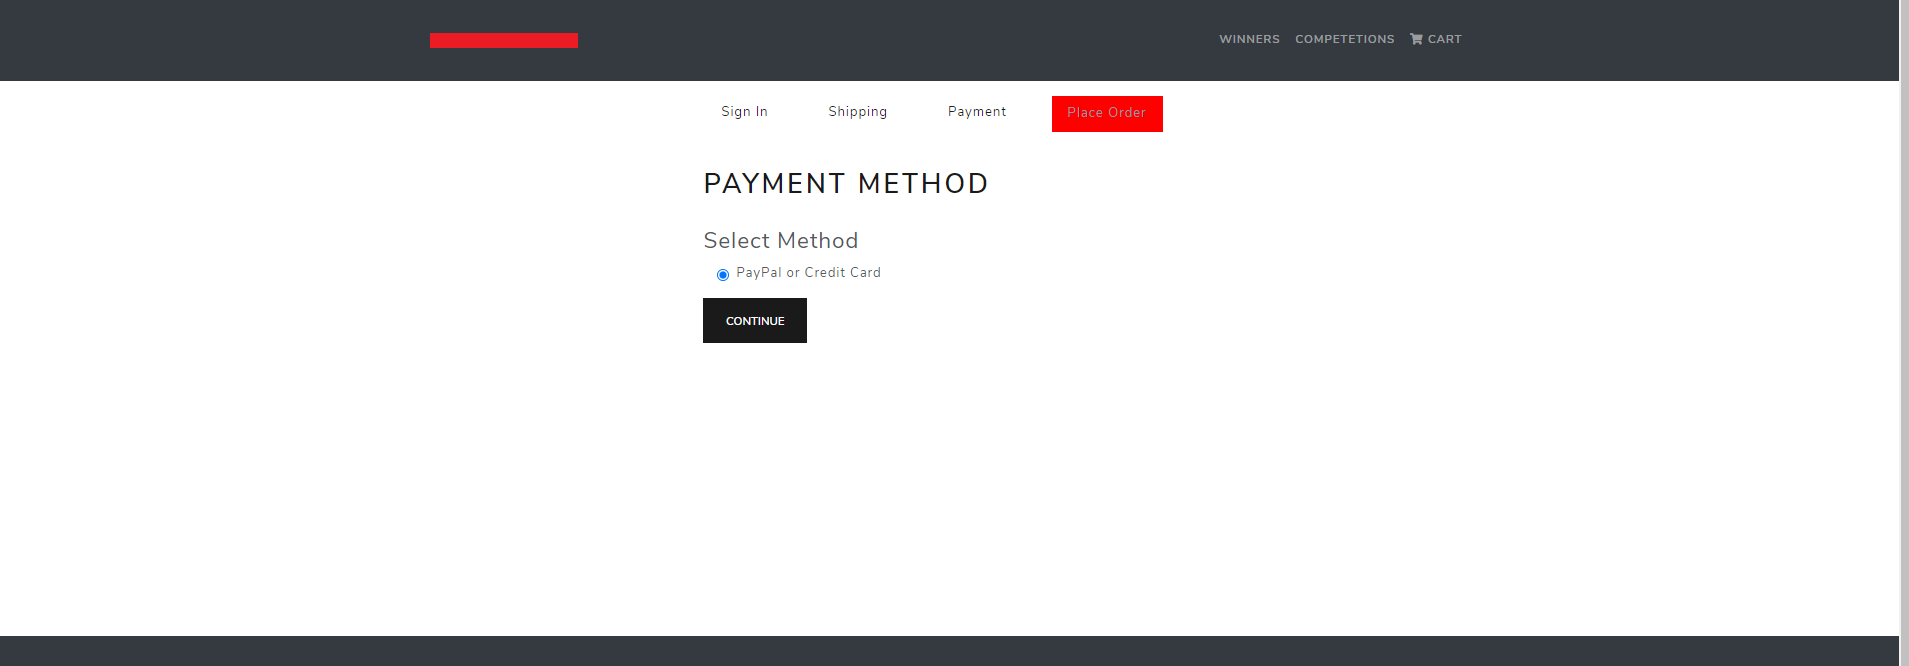 WINNERS COMPETETIONS CART
Sign In Shipping Payment Place Order
PAYMENT METHOD
Select Method
PayPal or Credit Card
CONTINUE